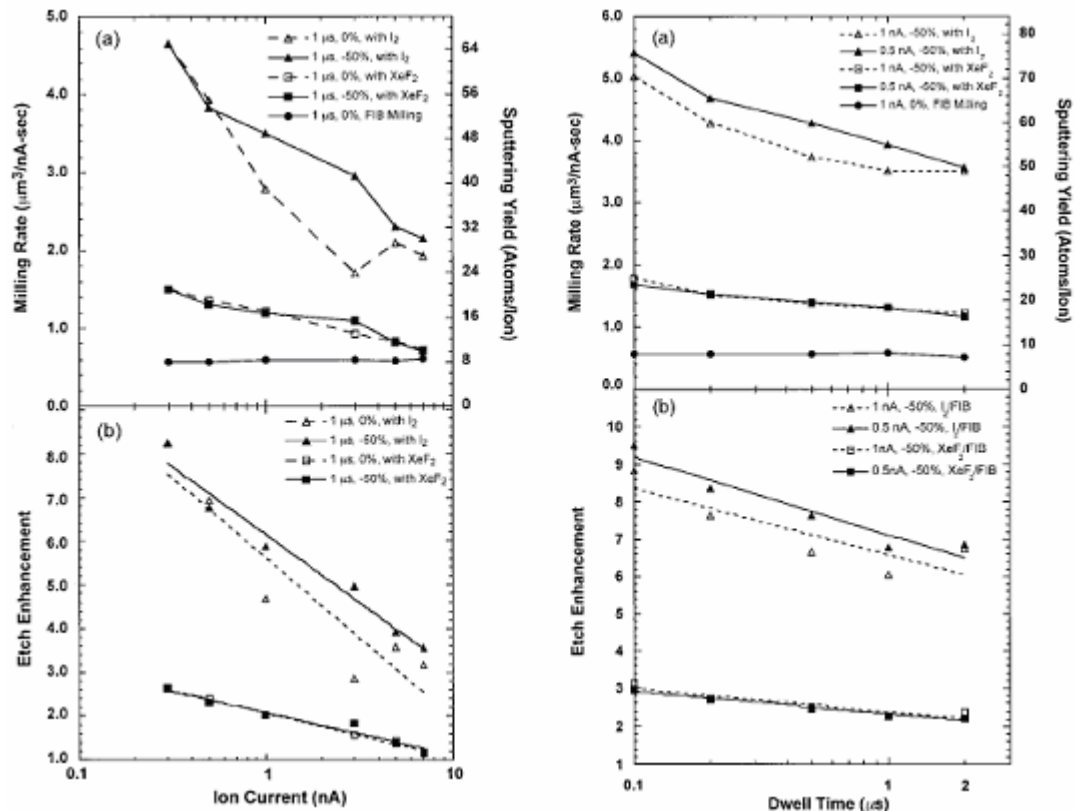 (a)
1 μs, 0%, with I2
1 μs, -50%, with I2
1 μs, 0%, with XeF2
1 μs, -50%, with XeF2
1 μs, 0%, FIB Milling
5.0
4.0
3.0
2.0
1.0
0.0
Milling Rate (μm³/nA-sec)
64
56
48
40
32
24
16
8
0
Sputtering Yield (Atoms/Ion)
(b)
1 μs, 0%, with I2
1 μs, -50%, with I2
1 μs, 0%, with XeF2
1 μs, -50%, with XeF2
8.0
7.0
6.0
5.0
4.0
3.0
2.0
1.0
Etch Enhancement
0.1
1
10
Ion Current (nA)
(a)
1 nA, -50%, with I2
0.5 nA, -50%, with I2
1 nA, -50%, with XeF2
0.5 nA, -50%, with XeF2
1 nA, 0%, FIB Milling
6.0
5.0
4.0
3.0
2.0
1.0
0.0
Milling Rate (μm³/nA-sec)
80
70
60
50
40
30
20
10
0
Sputtering Yield (Atoms/Ion)
(b)
1 nA, -50%, I2/FIB
0.5 nA, -50%, I2/FIB
1nA, -50%, XeF2/FIB
0.5nA, -50%, XeF2/FIB
10
9
8
7
6
5
4
3
2
1
Etch Enhancement
0.1
1
2
Dwell Time (μs)